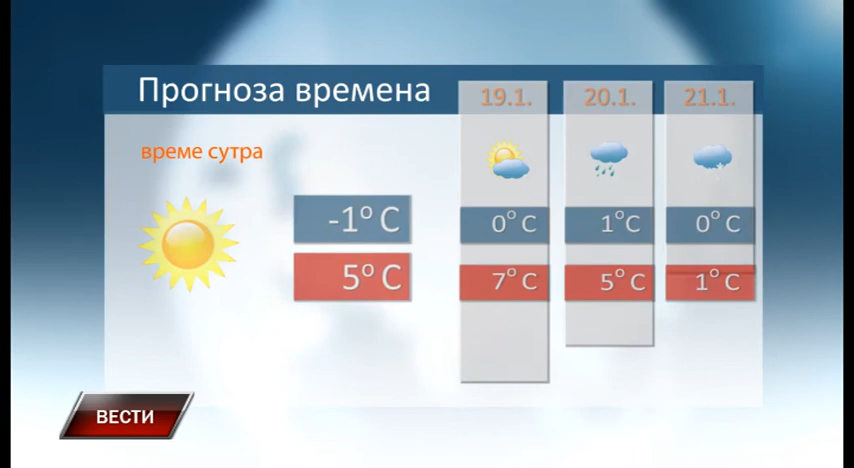 Прогноза времена
19.1. 20.1. 21.1.
време сутра
-1° C 0° C 1°C 0° C
5° C 7° C 5° C 1° C
ВЕСТИ